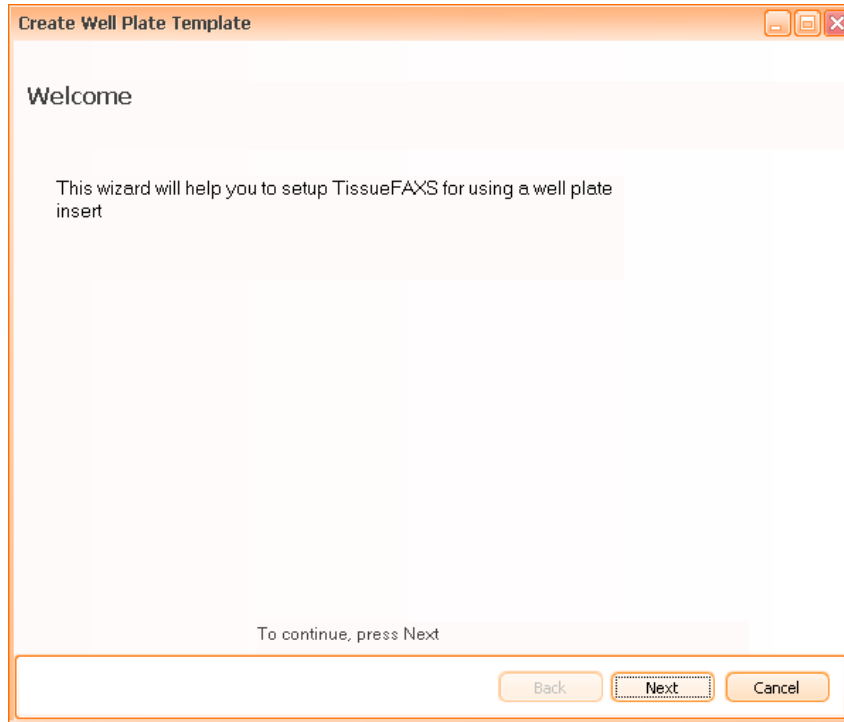 Create Well Plate Template
Welcome
This wizard will help you to setup TissueFAXS for using a well plate
insert
To continue, press Next
Back Next Cancel